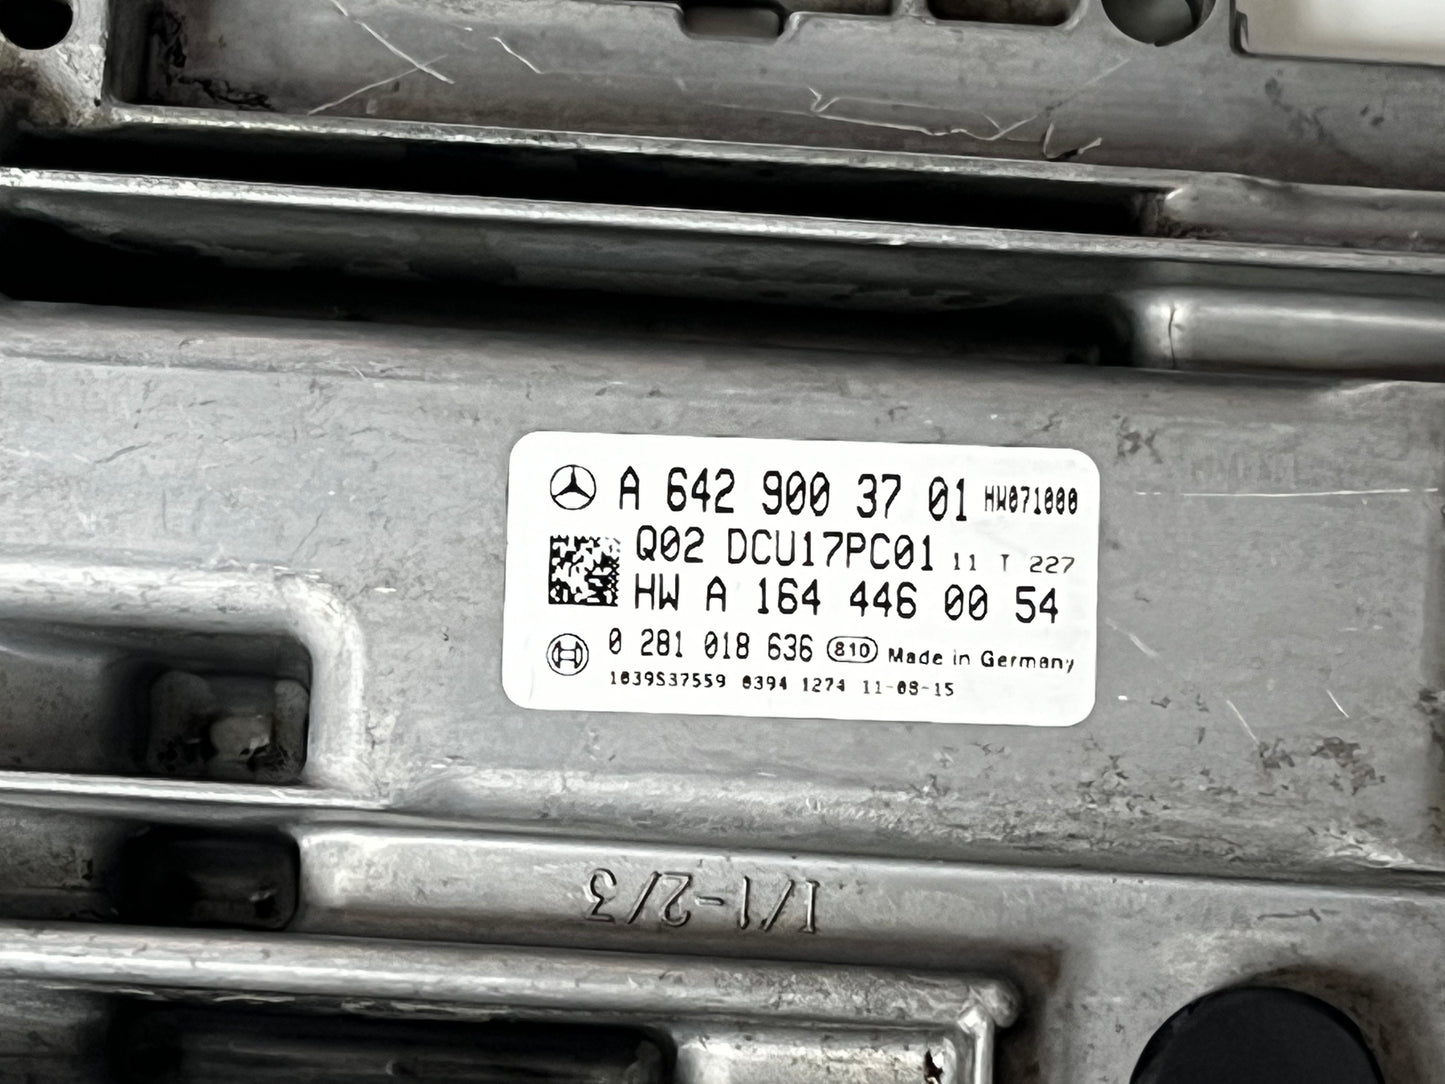 A 642 900 37 01 HW071000
Q02 DCU17PC01 11 T 227
HW A 164 446 00 54
0 281 018 636 810 Made in Germany
1039S37559 0394 1274 11-08-15
1/1-2/3